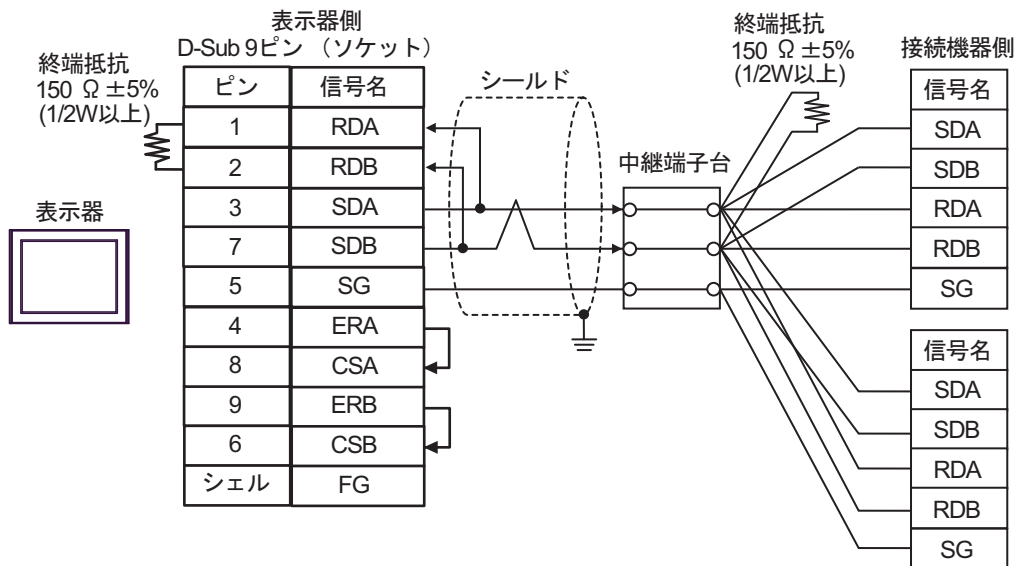 表示器側
D-Sub 9ピン （ソケット）
終端抵抗
150 Ω ±5%
(1/2W以上)
ピン 信号名
1 RDA
2 RDB
3 SDA
7 SDB
5 SG
4 ERA
8 CSA
9 ERB
6 CSB
シェル FG
表示器
シールド
中継端子台
終端抵抗
150 Ω ±5%
(1/2W以上)
接続機器側
信号名
SDA
SDB
RDA
RDB
SG
信号名
SDA
SDB
RDA
RDB
SG